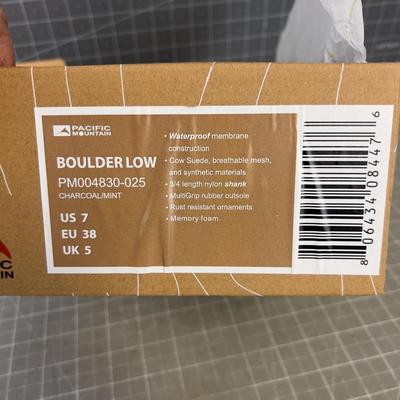 PACIFIC
MOUNTAIN
BOULDER LOW
PM004830-025
CHARCOAL/MINT
US 7
EU 38
UK 5
• Waterproof membrane
construction
• Cow Suede, breathable mesh,
and synthetic materials
• 3/4 length nylon shank
• MultiGrip rubber outsole
• Rust resistant ornaments
• Memory foam
8 06434 08447 6
IC
AIN